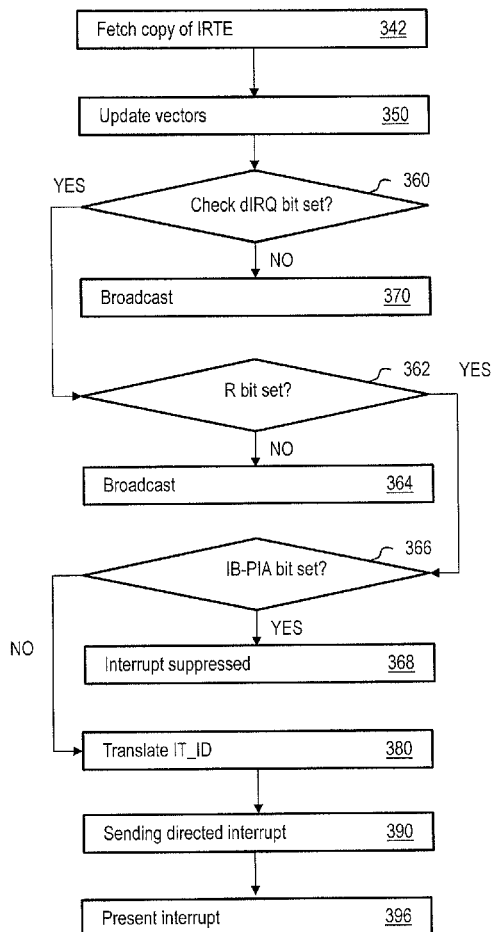 Fetch copy of IRTE 342
Update vectors 350
YES 360
Check dIRQ bit set?
NO
Broadcast 370
362 YES
R bit set?
NO
Broadcast 364
366
IB-PIA bit set?
YES
NO
Interrupt suppressed 368
Translate IT_ID 380
Sending directed interrupt 390
Present interrupt 396